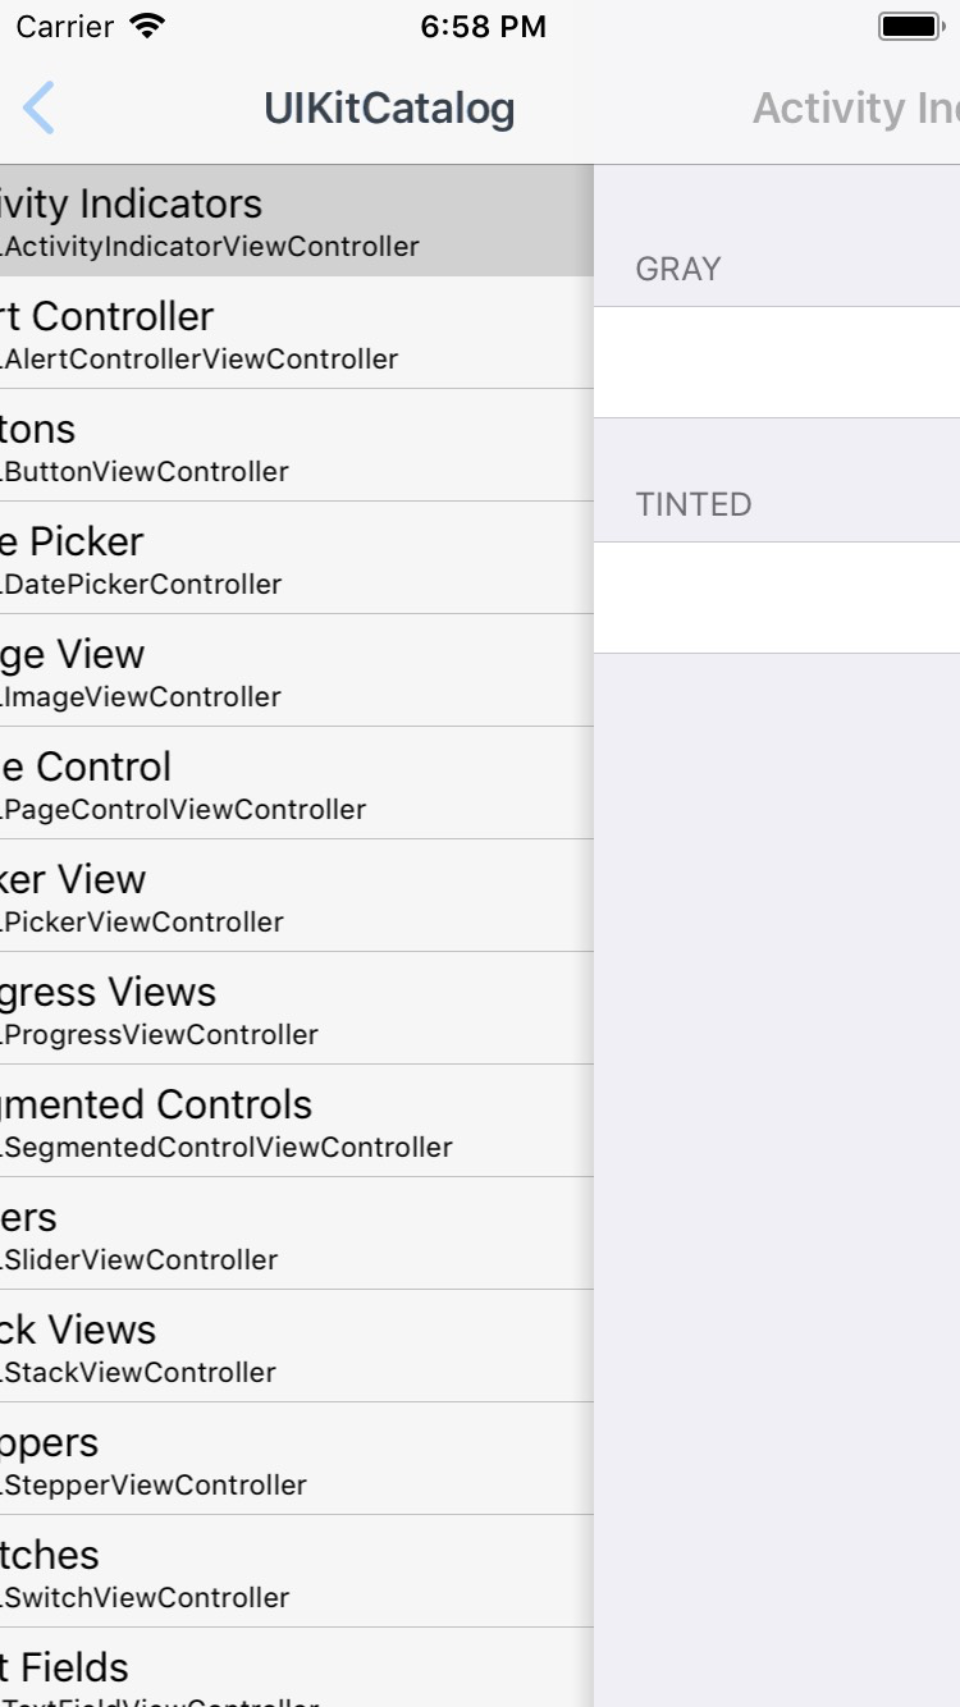 Carrier 6:58 PM
UIKitCatalog Activity In
ivity Indicators
.ActivityIndicatorViewController
GRAY
rt Controller
.AlertControllerViewController
tons
.ButtonViewController
TINTED
e Picker
.DatePickerController
ge View
.ImageViewController
e Control
.PageControlViewController
ker View
.PickerViewController
gress Views
.ProgressViewController
gmented Controls
.SegmentedControlViewController
ers
.SliderViewController
ck Views
.StackViewController
ppers
.StepperViewController
tches
.SwitchViewController
t Fields
.TextFieldViewController